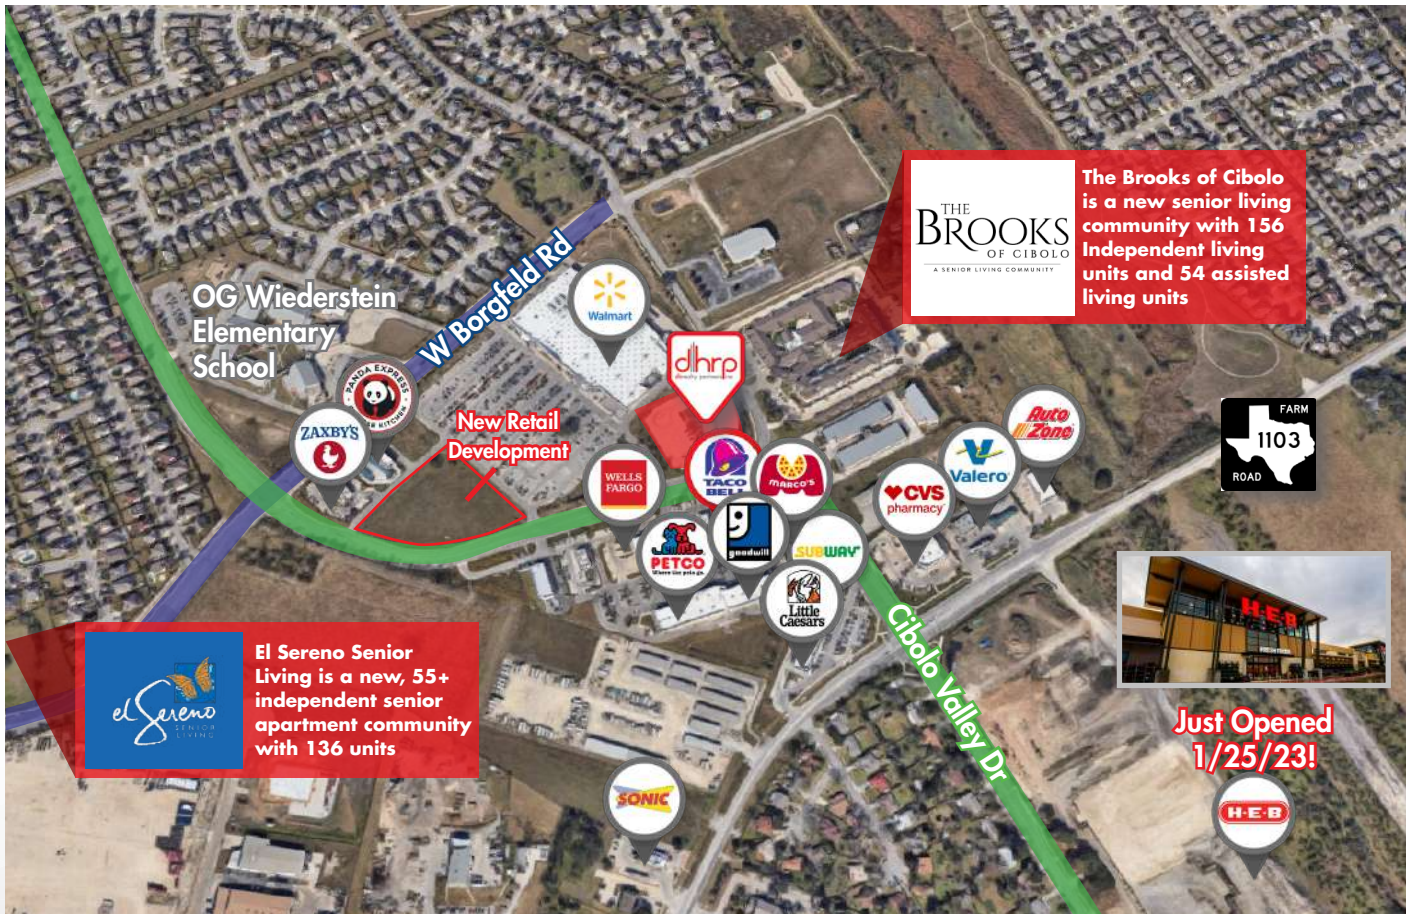 THE
BROOKS
OF CIBOLO
A SENIOR LIVING COMMUNITY
The Brooks of Cibolo
is a new senior living
community with 156
Independent living
units and 54 assisted
living units
W Borgfeld Rd
OG Wiederstein
Elementary
School
Walmart
dhrp
PANDA EXPRESS
ZAXBY'S
New Retail
Development
WELLS
FARGO
TACO
BELL
MARCO'S
CVS
pharmacy
Valero
Auto
Zone
FARM
1103
ROAD
PETCO
Where the pets go.
goodwill
SUBWAY
Little
Caesars
Cibolo Valley Dr
H-E-B
el Sereno
SENIOR
LIVING
El Sereno Senior
Living is a new, 55+
independent senior
apartment community
with 136 units
SONIC
Just Opened
1/25/23!
H-E-B